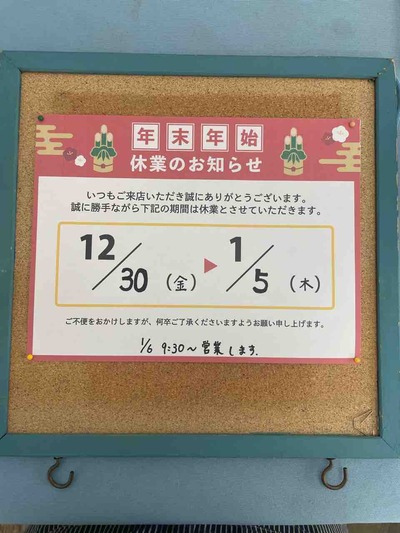 年末年始
休業のお知らせ
いつもご来店いただき誠にありがとうございます。
誠に勝手ながら下記の期間は休業とさせていただきます。
12/30(金)▶1/5(木)
ご不便をおかけしますが、何卒ご了承くださいますようお願い申し上げます。
1/6 9:30～営業します.